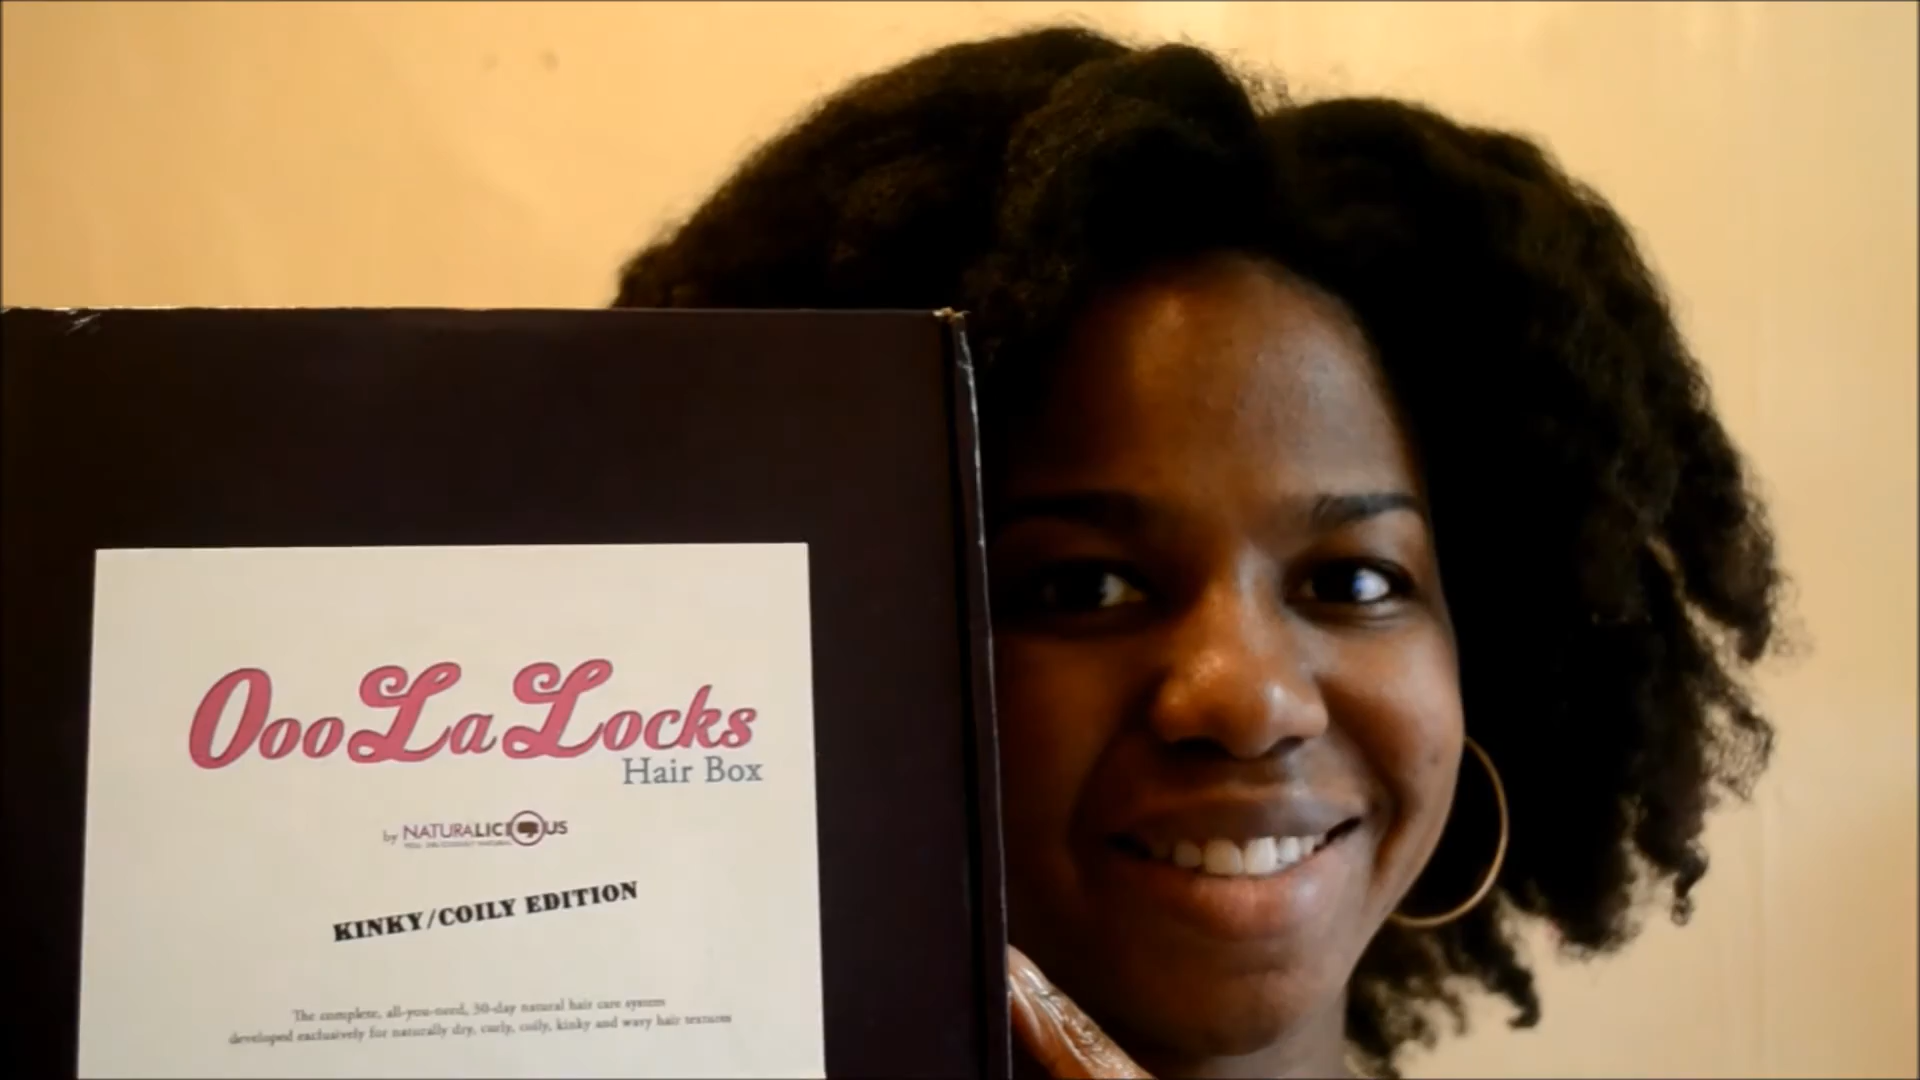 OooLaLocks
Hair Box
by NATURALICIOUS
KINKY/COILY EDITION
The complete, all-you-need, 30-day natural hair care system
developed exclusively for naturally dry, curly, coily, kinky and wavy hair textures